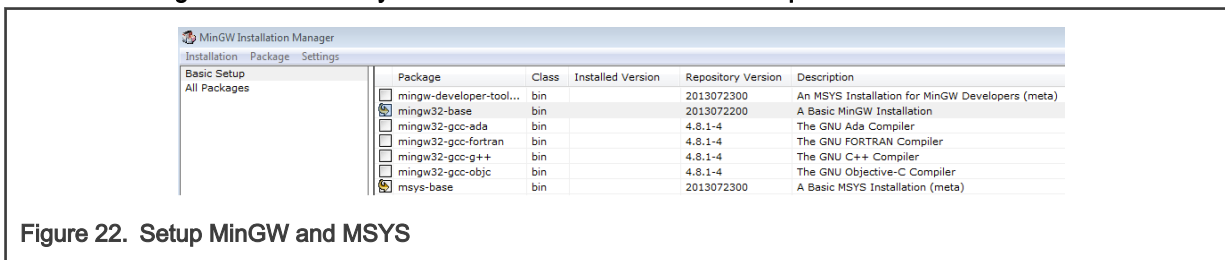 MinGW Installation Manager
Installation Package Settings
Basic Setup
All Packages
Package Class Installed Version Repository Version Description
mingw-developer-tool... bin 2013072300 An MSYS Installation for MinGW Developers (meta)
mingw32-base bin 2013072200 A Basic MinGW Installation
mingw32-gcc-ada bin 4.8.1-4 The GNU Ada Compiler
mingw32-gcc-fortran bin 4.8.1-4 The GNU FORTRAN Compiler
mingw32-gcc-g++ bin 4.8.1-4 The GNU C++ Compiler
mingw32-gcc-objc bin 4.8.1-4 The GNU Objective-C Compiler
msys-base bin 2013072300 A Basic MSYS Installation (meta)
Figure 22. Setup MinGW and MSYS